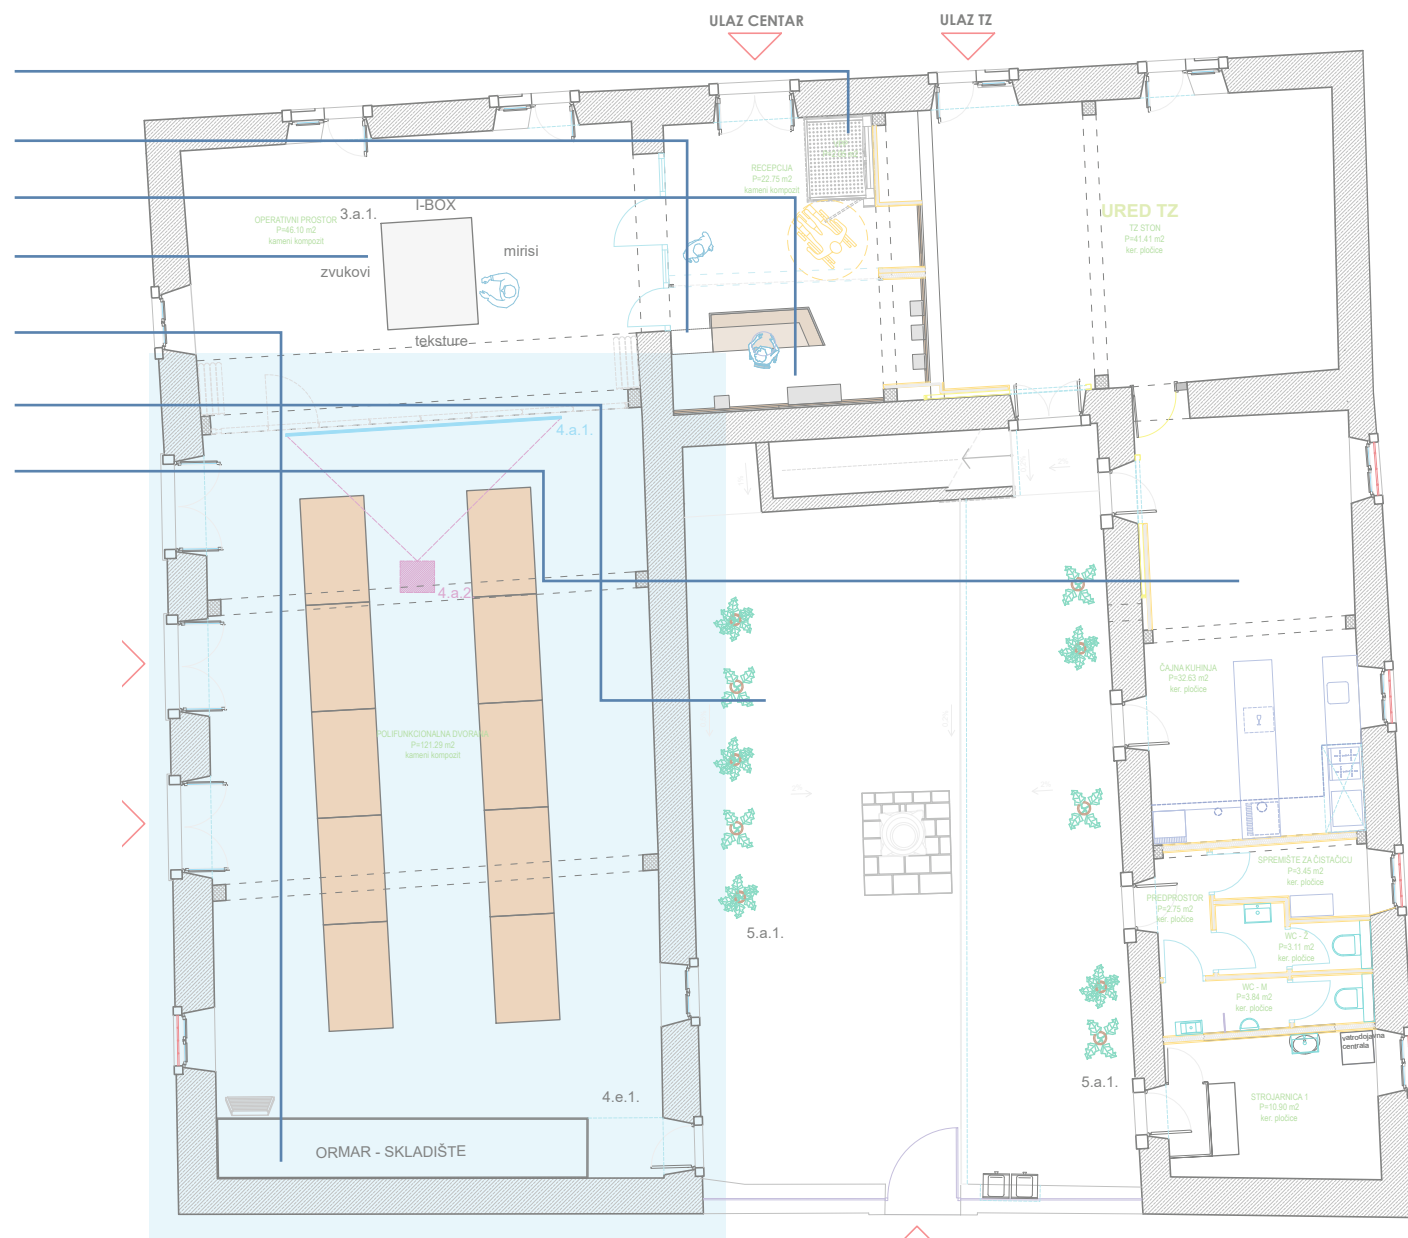 ULAZ CENTAR
ULAZ TZ
RECEPCIJA
P=22.75 m2
kameni kompozit
OPERATIVNI PROSTOR
P=46.10 m2
kameni kompozit
3.a.1.
I-BOX
mirisi
zvukovi
teksture
URED TZ
TZ STON
P=41.41 m2
ker. pločice
4.a.1.
4.a.2
POLIFUNKCIONALNA DVORANA
P=121.29 m2
kameni kompozit
ČAJNA KUHINJA
P=32.63 m2
ker. pločice
SPREMIŠTE ZA ČISTAČICU
P=3.45 m2
ker. pločice
PREDPROSTOR
P=2.75 m2
ker. pločice
WC - Ž
P=3.11 m2
ker. pločice
WC - M
P=3.84 m2
ker. pločice
5.a.1.
vatrodojavna
centrala
5.a.1.
STROJARNICA 1
P=10.90 m2
ker. pločice
4.e.1.
ORMAR - SKLADIŠTE